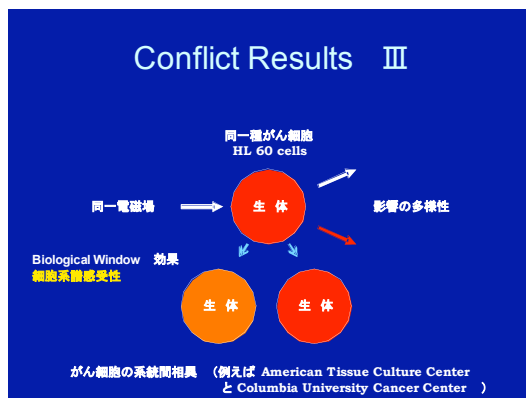 Conflict Results Ⅲ
同一種がん細胞
HL 60 cells
同一電磁場
生 体
影響の多様性
Biological Window 効果
細胞系譜感受性
生 体
生 体
がん細胞の系統間相異 （例えば American Tissue Culture Center
と Columbia University Cancer Center ）